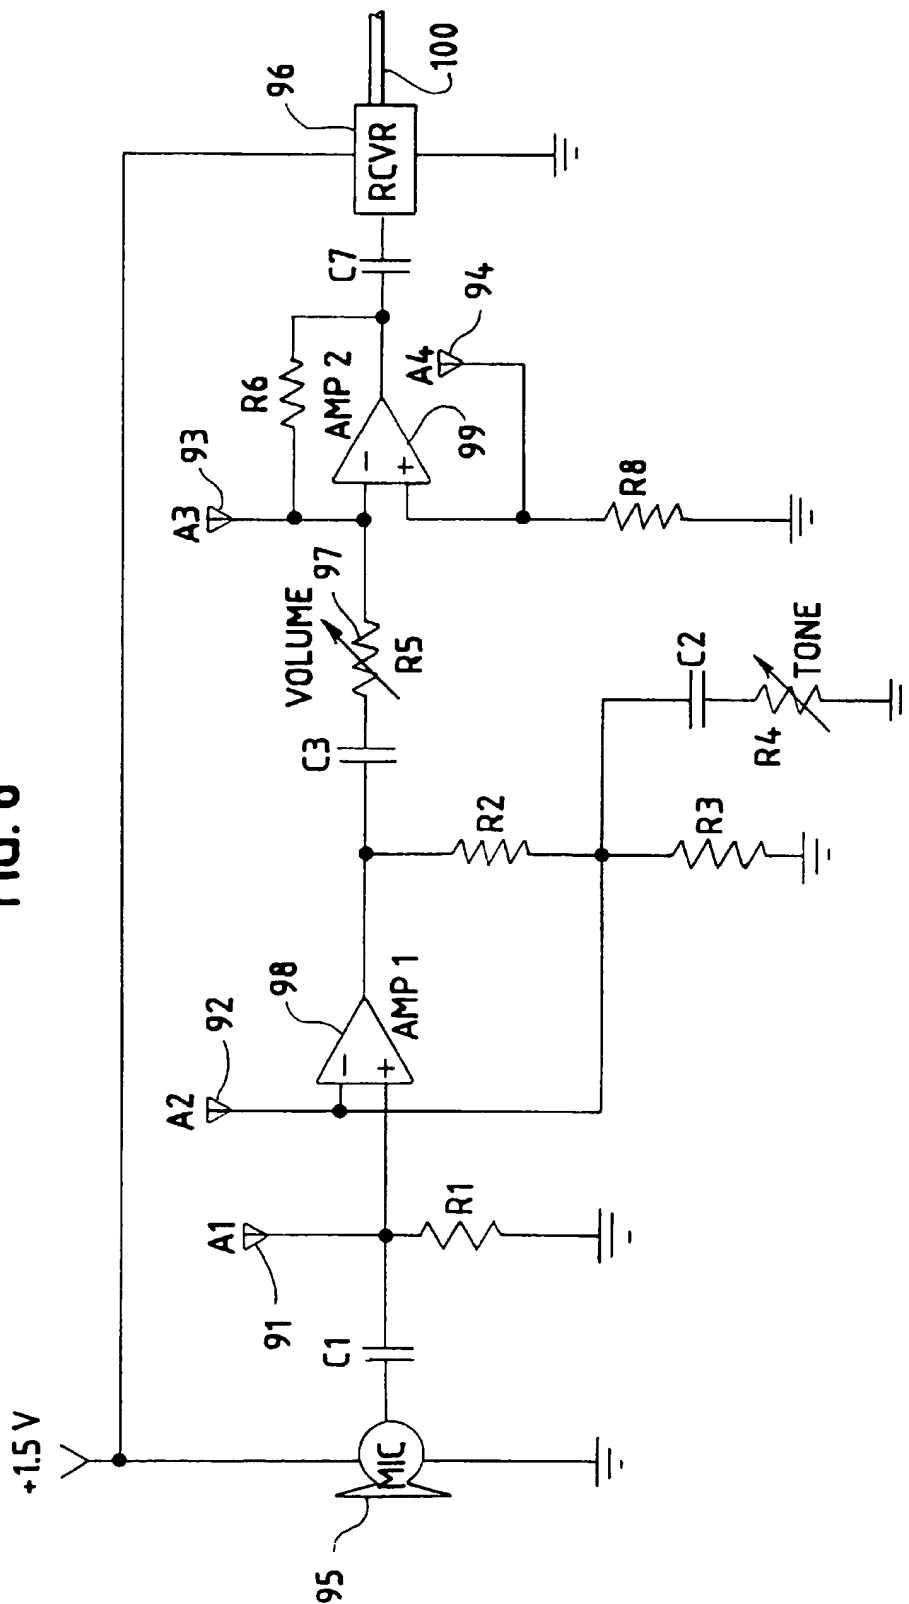 FIG.
+1.5 V
A2
92
A3
93
96
A1
98
R6
91
VOLUME
97
AMP 2
95
C1
C3
C7
MIC
RCVR
AMP 1
R5
A4
100
R1
99
94
R2
R8
C2
R3
R4
TONE